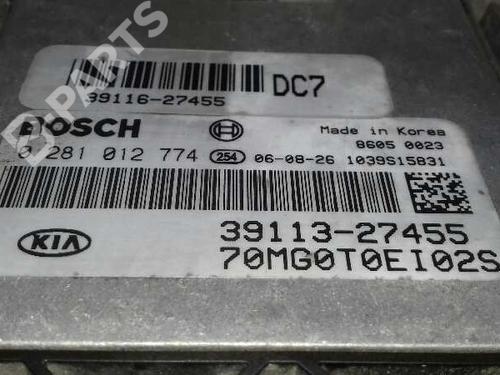 39116-27455
DC7
BOSCH
Made in Korea
8605 0023
0 281 012 774 254 06-08-26 1039S15831
KIA
39113-27455
70MG0T0EI02S
B-PARTS